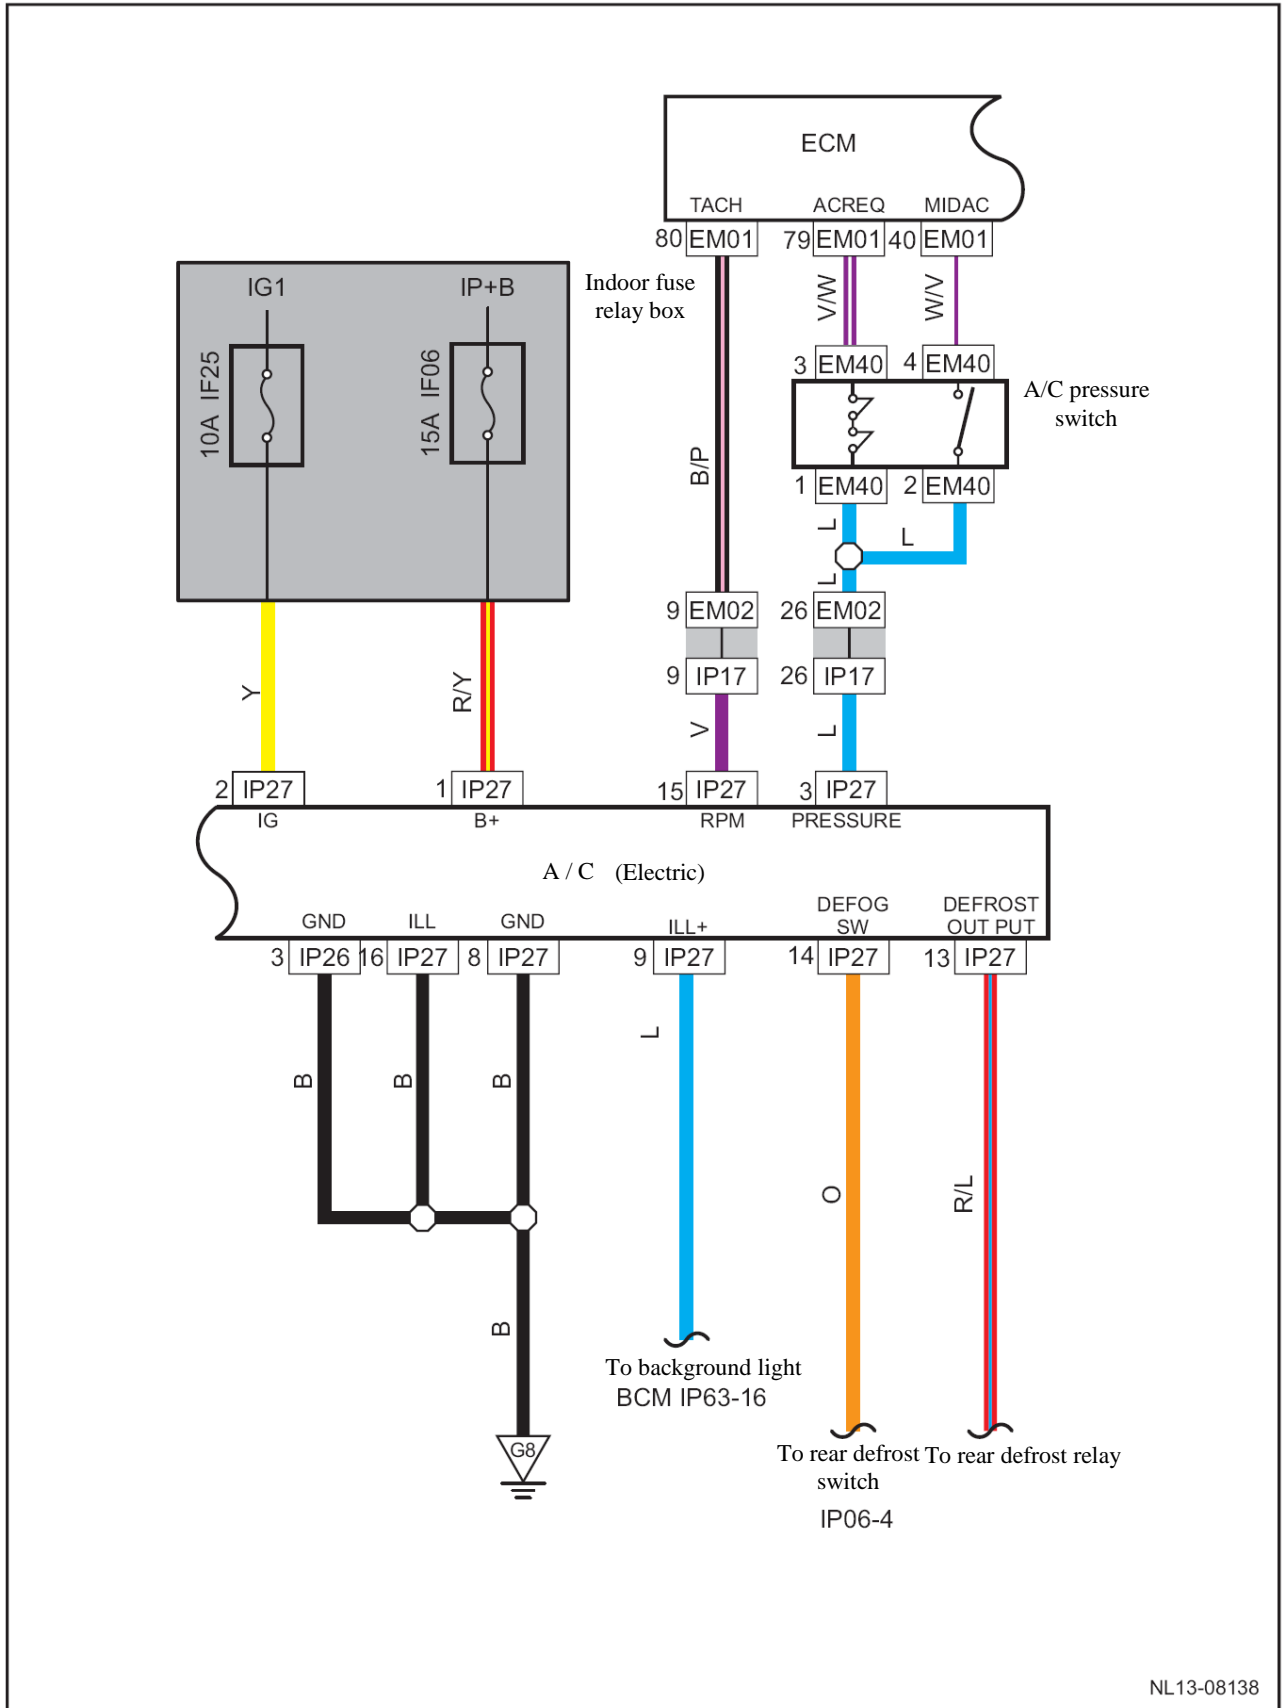 ECM
TACH ACREQ MIDAC
80 EM01 79 EM01 40 EM01
Indoor fuse
relay box
IG1 IP+B
10A IF25
15A IF06
V/W
W/V
3 EM40 4 EM40
A/C pressure
switch
B/P
1 EM40 2 EM40
L
L
L
9 EM02 26 EM02
9 IP17 26 IP17
Y
R/Y
V
L
2 IP27 1 IP27 15 IP27 3 IP27
IG B+ RPM PRESSURE
A / C (Electric)
GND ILL GND ILL+ DEFOG
SW
DEFROST
OUT PUT
3 IP26 16 IP27 8 IP27 9 IP27 14 IP27 13 IP27
L
B B B
O
R/L
B
To background light
BCM IP63-16
G8
To rear defrost
switch
IP06-4
To rear defrost relay
NL13-08138